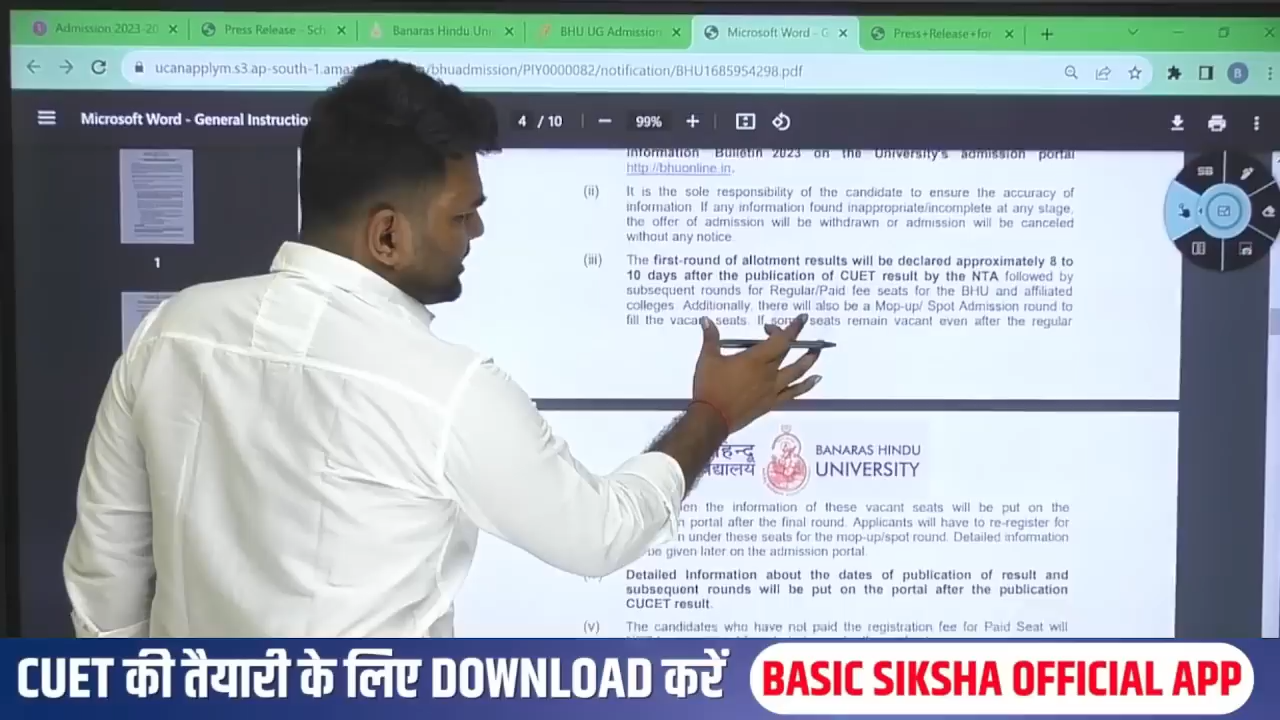 Admission 2023-20
Press Release - Sch
Banaras Hindu Uni
BHU UG Admission
Microsoft Word - G
Press+Release+for
ucanapplym.s3.ap-south-1.amaz /bhuadmission/PIY0000082/notification/BHU1685954298.pdf
B
Microsoft Word - General Instructio
4 / 10
99%
SB
1
Information Bulletin 2023 on the University's admission portal
http://bhuonline.in.
(ii) It is the sole responsibility of the candidate to ensure the accuracy of
information. If any information found inappropriate/incomplete at any stage,
the offer of admission will be withdrawn or admission will be canceled
without any notice.
(iii) The first-round of allotment results will be declared approximately 8 to
10 days after the publication of CUET result by the NTA followed by
subsequent rounds for Regular/Paid fee seats for the BHU and affiliated
colleges. Additionally, there will also be a Mop-up/ Spot Admission round to
fill the vacant seats. If some seats remain vacant even after the regular
हिन्दू
BANARAS HINDU
UNIVERSITY
the information of these vacant seats will be put on the
portal after the final round. Applicants will have to re-register for
under these seats for the mop-up/spot round. Detailed information
be given later on the admission portal.
Detailed Information about the dates of publication of result and
subsequent rounds will be put on the portal after the publication
CUCET result.
(v) The candidates who have not paid the registration fee for Paid Seat will
CUET की तैयारी के लिए DOWNLOAD करें
BASIC SIKSHA OFFICIAL APP